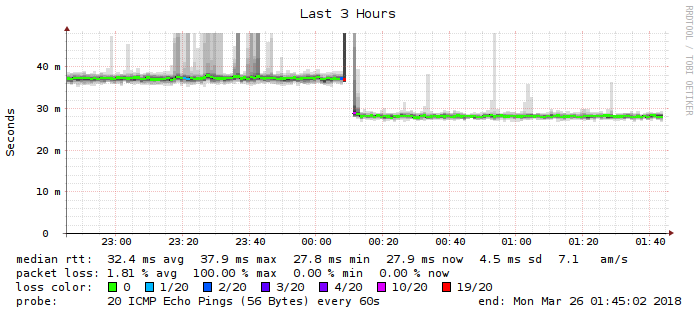 Last 3 Hours
RRDTOOL / TOBI OETIKER
Seconds
40 m
30 m
20 m
10 m
0
23:00 23:20 23:40 00:00 00:20 00:40 01:00 01:20 01:40
median rtt: 32.4 ms avg 37.9 ms max 27.8 ms min 27.9 ms now 4.5 ms sd 7.1 am/s
packet loss: 1.81 % avg 100.00 % max 0.00 % min 0.00 % now
loss color: 0 1/20 2/20 3/20 4/20 10/20 19/20
probe: 20 ICMP Echo Pings (56 Bytes) every 60s end: Mon Mar 26 01:45:02 2018